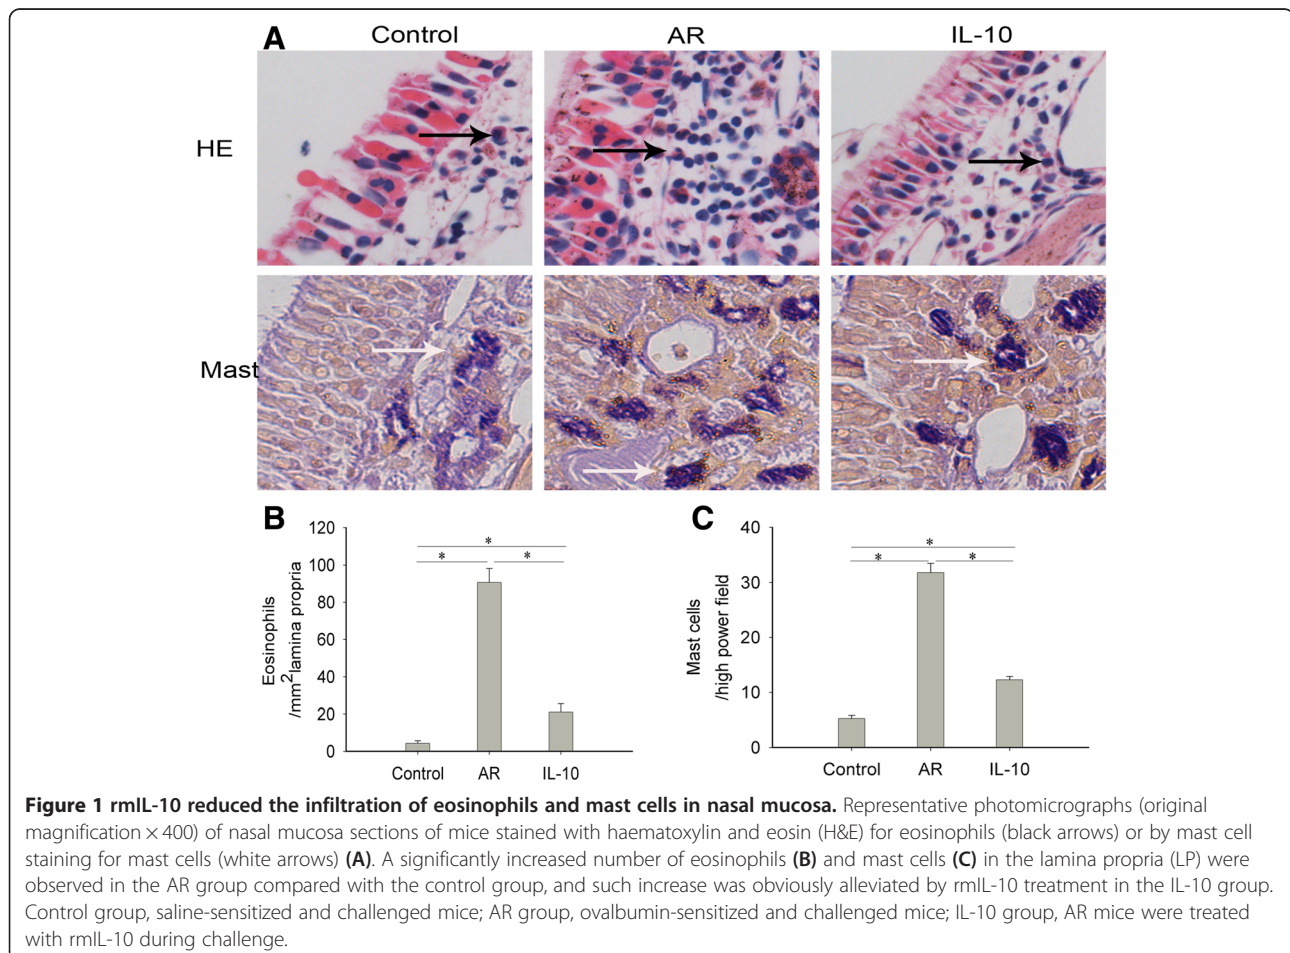 A
Control
AR
IL-10
HE
Mast
B
120
100
80
60
40
20
0
Eosinophils
/mm2lamina propria
*
*
*
Control
AR
IL-10
C
40
30
20
10
0
Mast cells
/high power field
*
*
*
Control
AR
IL-10
Figure 1 rmIL-10 reduced the infiltration of eosinophils and mast cells in nasal mucosa. Representative photomicrographs (original
magnification × 400) of nasal mucosa sections of mice stained with haematoxylin and eosin (H&E) for eosinophils (black arrows) or by mast cell
staining for mast cells (white arrows) (A). A significantly increased number of eosinophils (B) and mast cells (C) in the lamina propria (LP) were
observed in the AR group compared with the control group, and such increase was obviously alleviated by rmIL-10 treatment in the IL-10 group.
Control group, saline-sensitized and challenged mice; AR group, ovalbumin-sensitized and challenged mice; IL-10 group, AR mice were treated
with rmIL-10 during challenge.